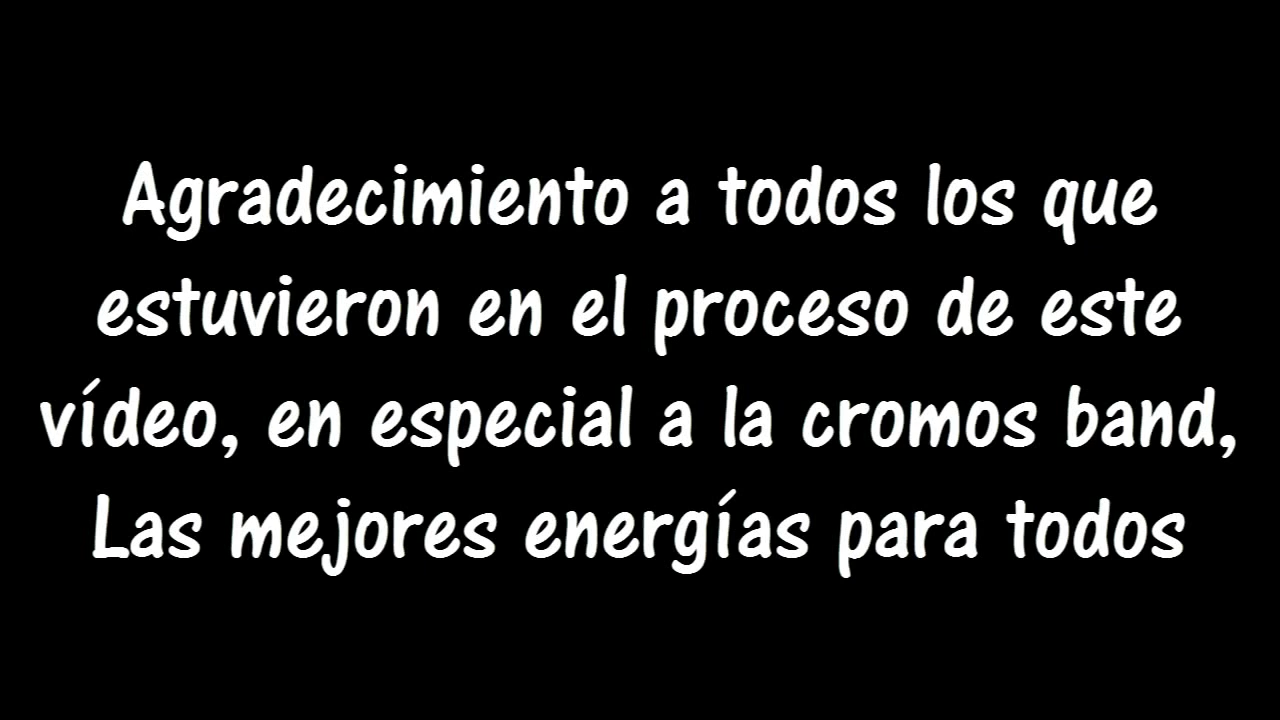 Agradecimiento a todos los que
estuvieron en el proceso de este
vídeo, en especial a la cromos band,
Las mejores energías para todos